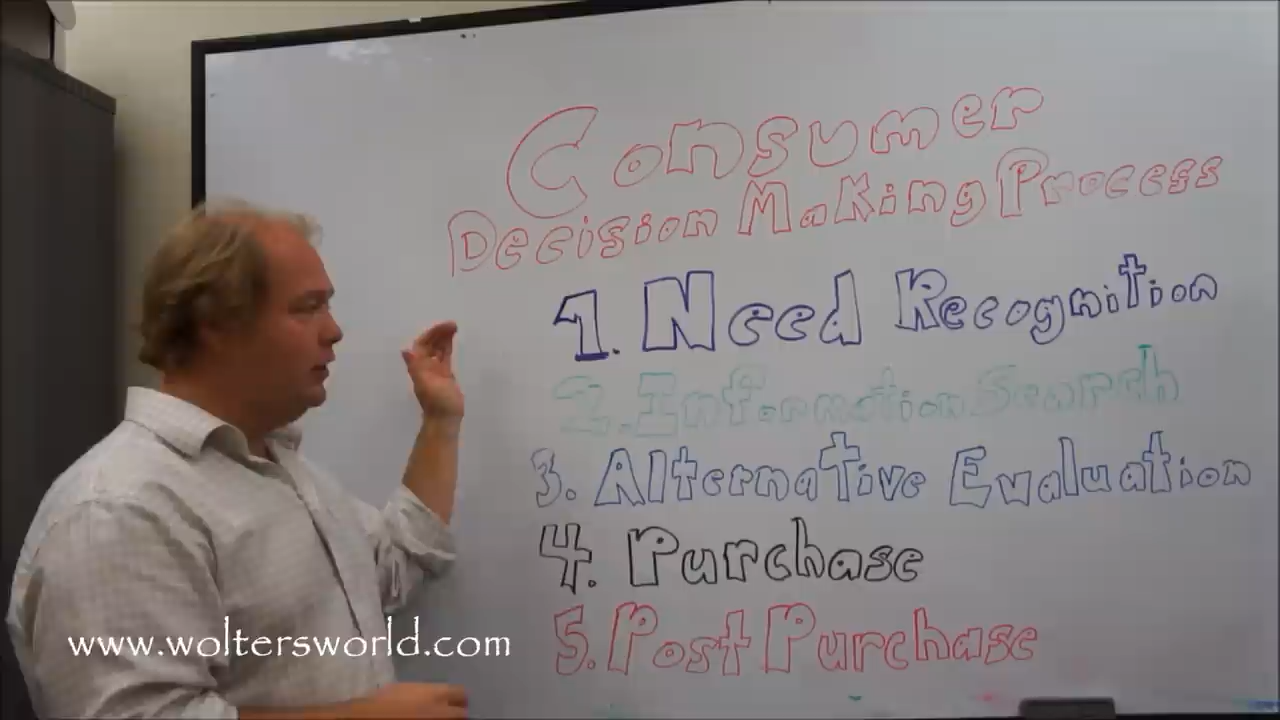 Consumer
Decision Making Process
1. Need Recognition
2. Information Search
3. Alternative Evaluation
4. Purchase
5. Post Purchase
www.woltersworld.com